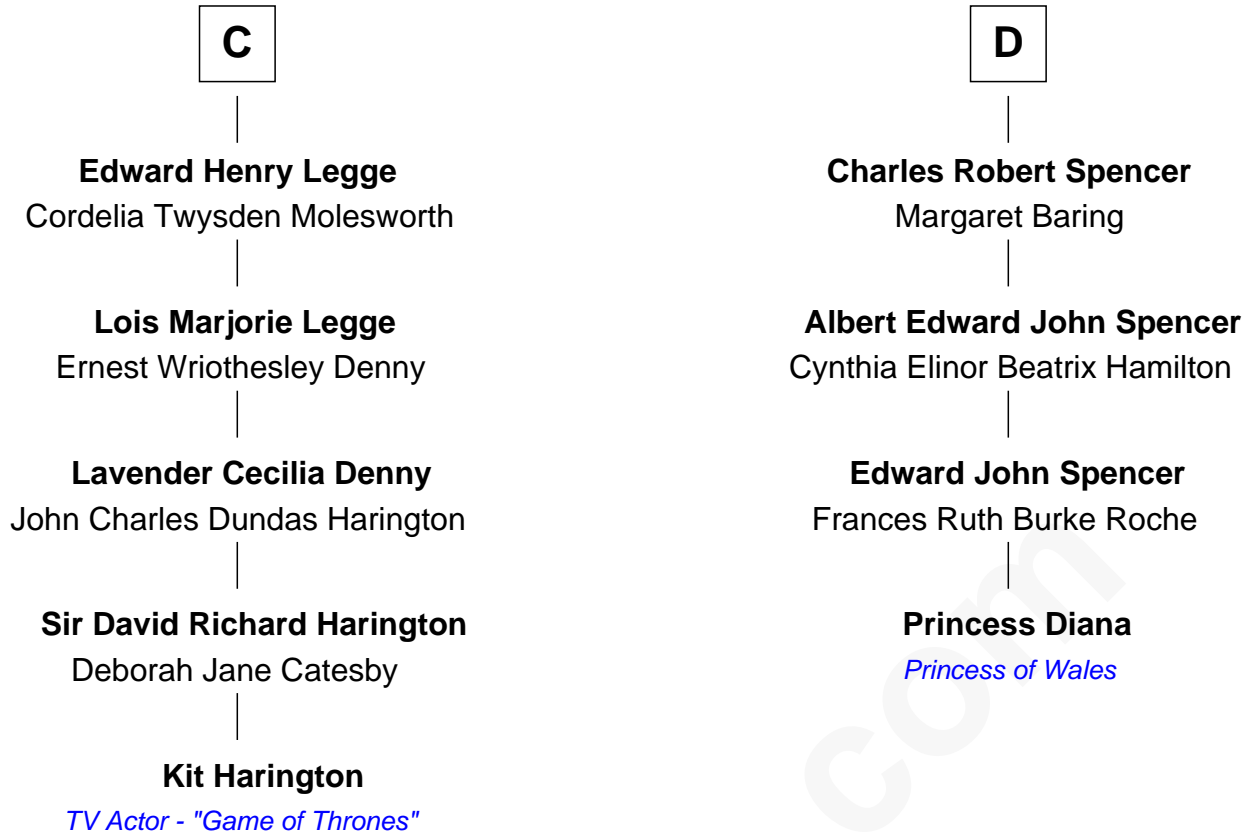 C
Edward Henry Legge
Cordelia Twysden Molesworth
Lois Marjorie Legge
Ernest Wriothesley Denny
Lavender Cecilia Denny
John Charles Dundas Harington
Sir David Richard Harington
Deborah Jane Catesby
Kit Harington
TV Actor - "Game of Thrones"
D
Charles Robert Spencer
Margaret Baring
Albert Edward John Spencer
Cynthia Elinor Beatrix Hamilton
Edward John Spencer
Frances Ruth Burke Roche
Princess Diana
Princess of Wales
com